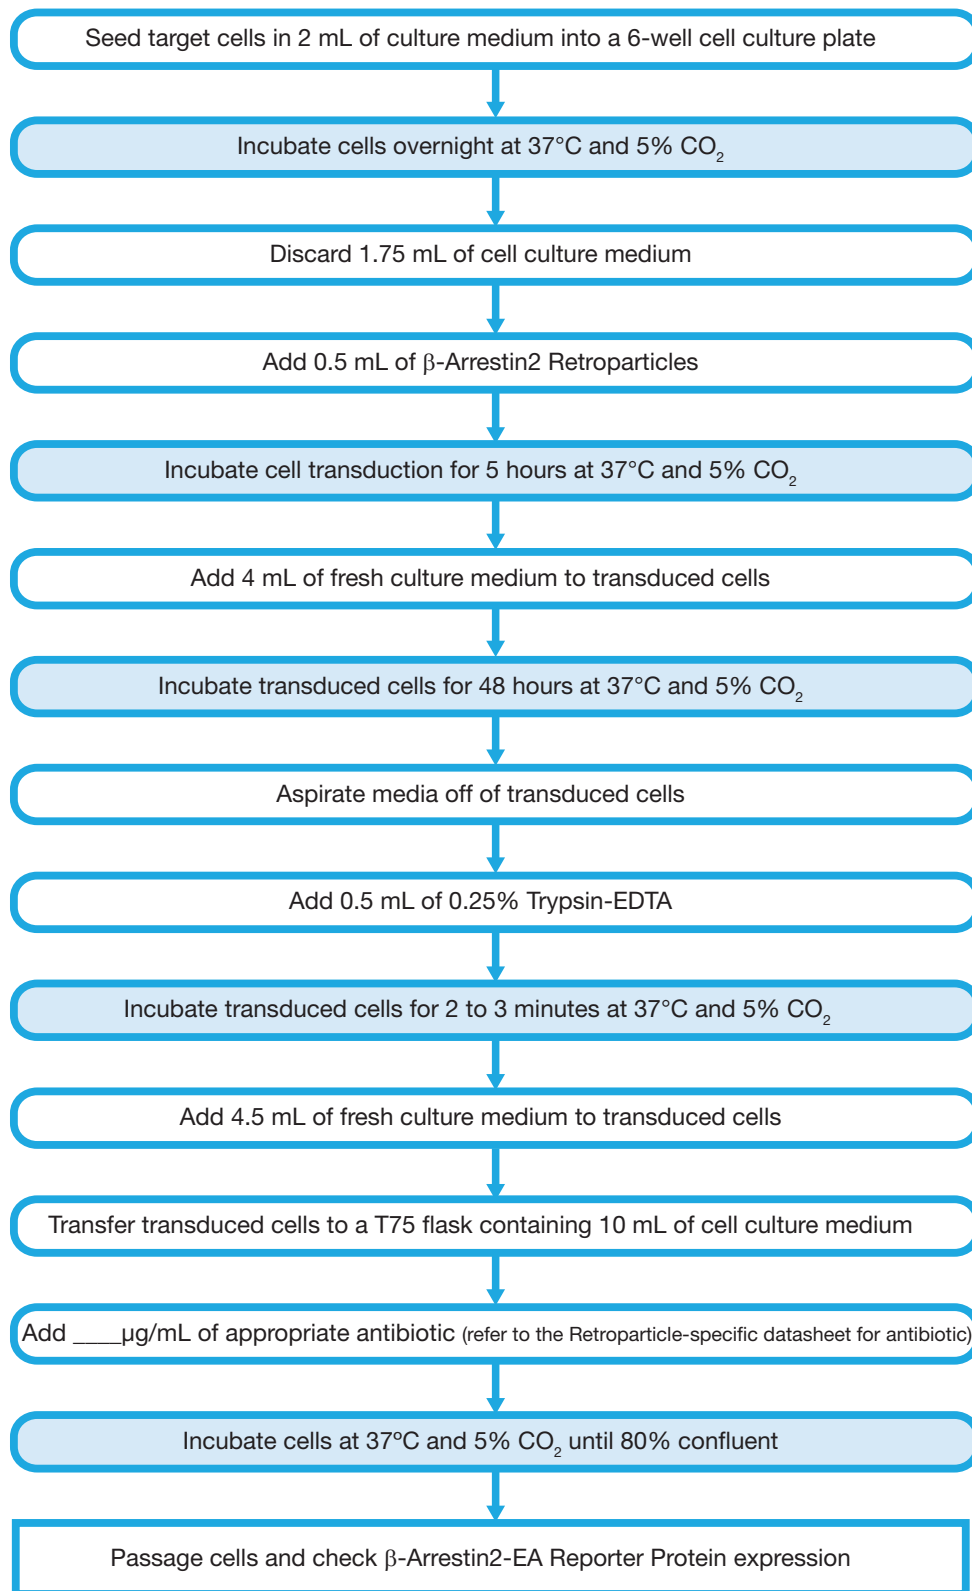 Seed target cells in 2 mL of culture medium into a 6-well cell culture plate
Incubate cells overnight at 37°C and 5% CO₂
Discard 1.75 mL of cell culture medium
Add 0.5 mL of β-Arrestin2 Retroparticles
Incubate cell transduction for 5 hours at 37°C and 5% CO₂
Add 4 mL of fresh culture medium to transduced cells
Incubate transduced cells for 48 hours at 37°C and 5% CO₂
Aspirate media off of transduced cells
Add 0.5 mL of 0.25% Trypsin-EDTA
Incubate transduced cells for 2 to 3 minutes at 37°C and 5% CO₂
Add 4.5 mL of fresh culture medium to transduced cells
Transfer transduced cells to a T75 flask containing 10 mL of cell culture medium
Add ____µg/mL of appropriate antibiotic (refer to the Retroparticle-specific datasheet for antibiotic)
Incubate cells at 37ºC and 5% CO₂ until 80% confluent
Passage cells and check β-Arrestin2-EA Reporter Protein expression